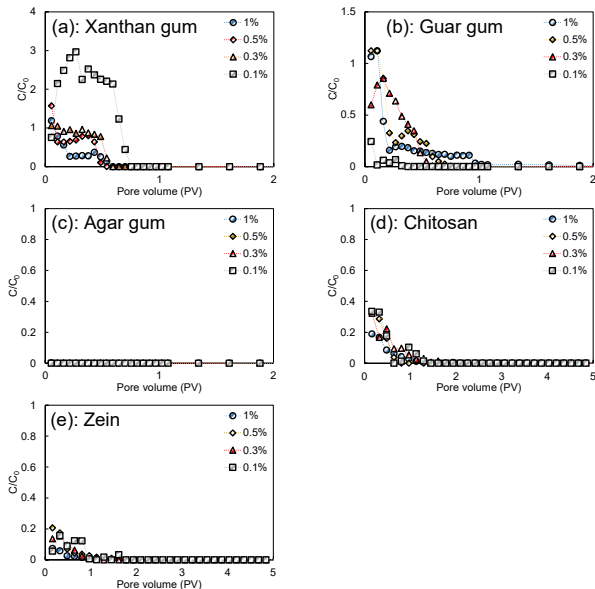 (a): Xanthan gum
C/C0
4
3
2
1
0
0 1 2
Pore volume (PV)
1%
0.5%
0.3%
0.1%
(b): Guar gum
C/C0
1.5
1
0.5
0
0 1 1 2 2
Pore volume (PV)
1%
0.5%
0.3%
0.1%
(c): Agar gum
C/C0
1
0.8
0.6
0.4
0.2
0
0 1 2
Pore volume (PV)
1%
0.5%
0.3%
0.1%
(d): Chitosan
C/C0
1
0.8
0.6
0.4
0.2
0
0 1 2 3 4 5
Pore volume (PV)
1%
0.5%
0.3%
0.1%
(e): Zein
C/C0
1
0.8
0.6
0.4
0.2
0
0 1 2 3 4 5
Pore volume (PV)
1%
0.5%
0.3%
0.1%